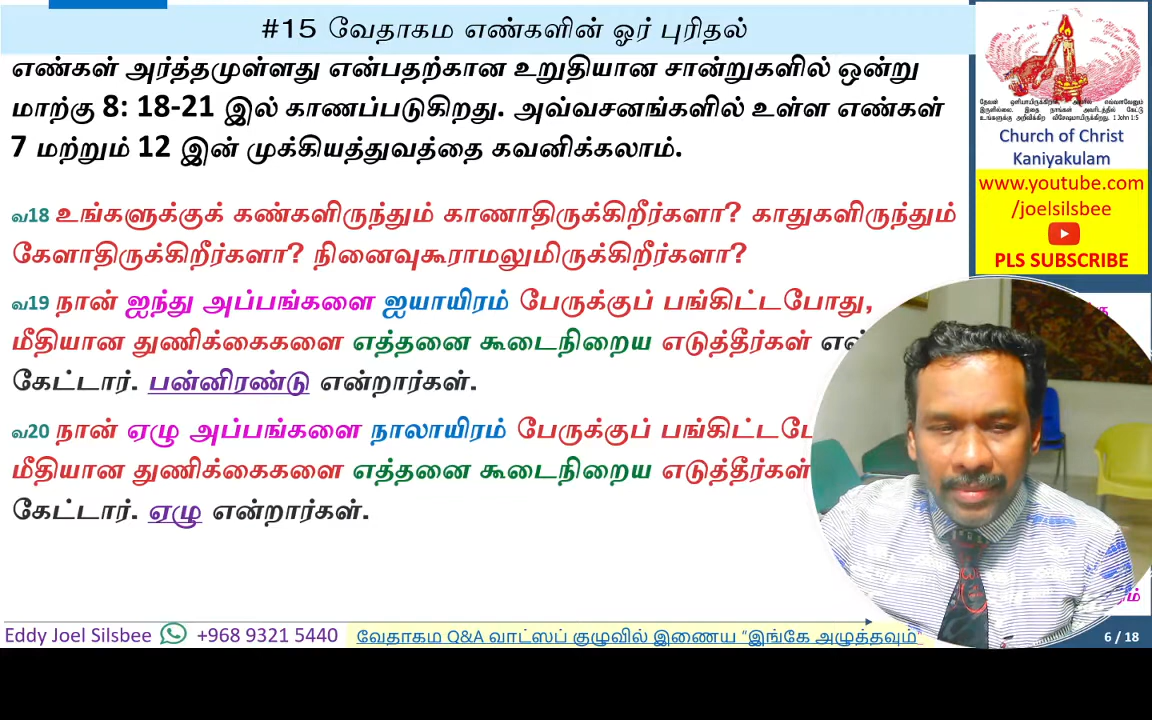 #15 வேதாகம எண்களின் ஓர் புரிதல்
எண்கள் அர்த்தமுள்ளது என்பதற்கான உறுதியான சான்றுகளில் ஒன்று
மாற்கு 8: 18-21 இல் காணப்படுகிறது. அவ்வசனங்களில் உள்ள எண்கள்
7 மற்றும் 12 இன் முக்கியத்துவத்தை கவனிக்கலாம்.
வ18 உங்களுக்குக் கண்களிருந்தும் காணாதிருக்கிறீர்களா? காதுகளிருந்தும்
கேளாதிருக்கிறீர்களா? நினைவுகூராமலுமிருக்கிறீர்களா?
வ19 நான் ஐந்து அப்பங்களை ஐயாயிரம் பேருக்குப் பங்கிட்டபோது,
மீதியான துணிக்கைகளை எத்தனை கூடைநிறைய எடுத்தீர்கள்
கேட்டார். பன்னிரண்டு என்றார்கள்.
வ20 நான் ஏழு அப்பங்களை நாலாயிரம் பேருக்குப்
மீதியான துணிக்கைகளை எத்தனை கூடைநிறைய எடுத்தீர்கள்
கேட்டார். ஏழு என்றார்கள்.
1 John 1:5
Church of Christ
Kaniyakulam
www.youtube.com
/joelsilsbee
PLS SUBSCRIBE
Eddy Joel Silsbee +968 9321 5440 வேதாகம Q&A வாட்ஸப் குழுவில் இணைய "இங்கே அழுத்தவும்"
6 / 18